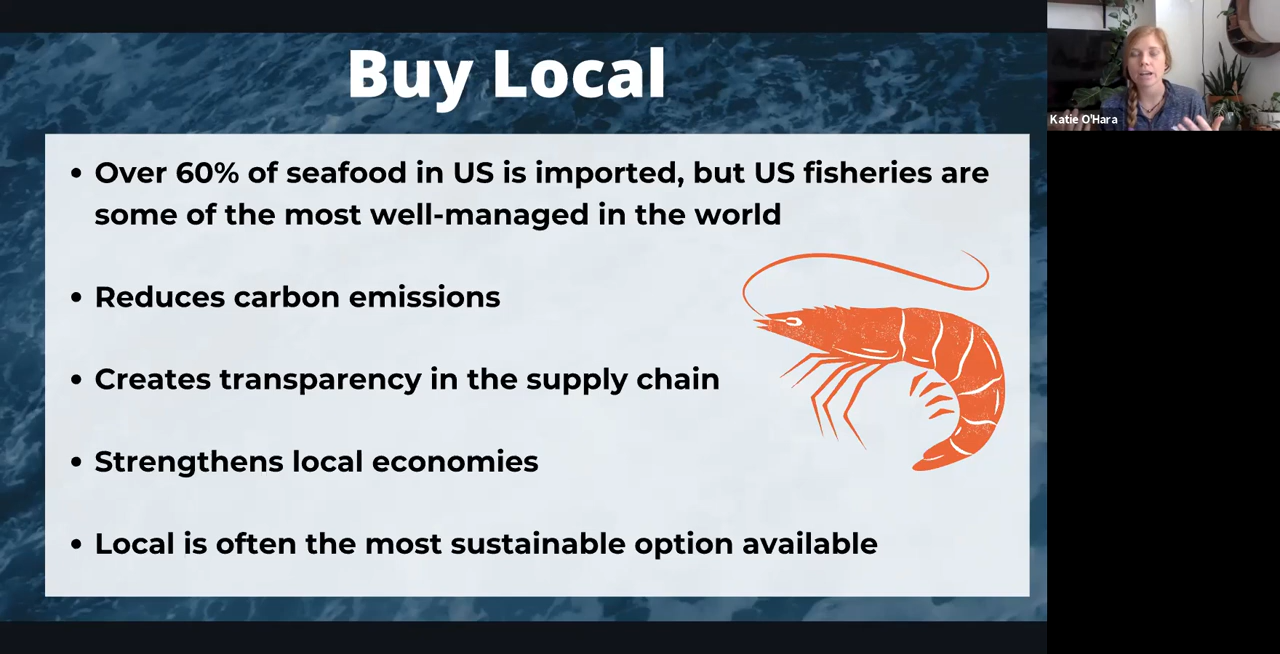 Buy Local
• Over 60% of seafood in US is imported, but US fisheries are
some of the most well-managed in the world
• Reduces carbon emissions
• Creates transparency in the supply chain
• Strengthens local economies
• Local is often the most sustainable option available
Katie O'Hara